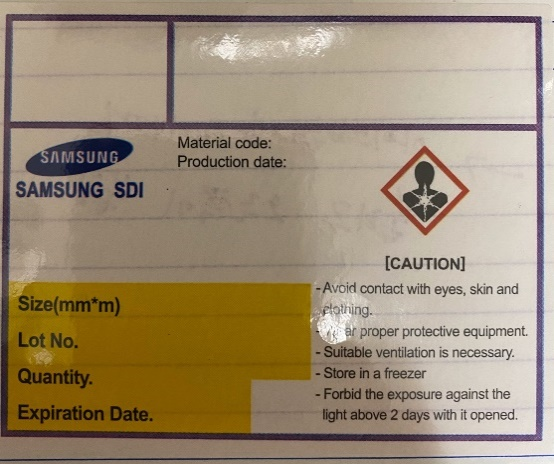 SAMSUNG
SAMSUNG SDI
Material code:
Production date:
[CAUTION]
- Avoid contact with eyes, skin and
clothing.
- proper protective equipment.
- Suitable ventilation is necessary.
- Store in a freezer
- Forbid the exposure against the
light above 2 days with it opened.
Size(mm*m)
Lot No.
Quantity.
Expiration Date.